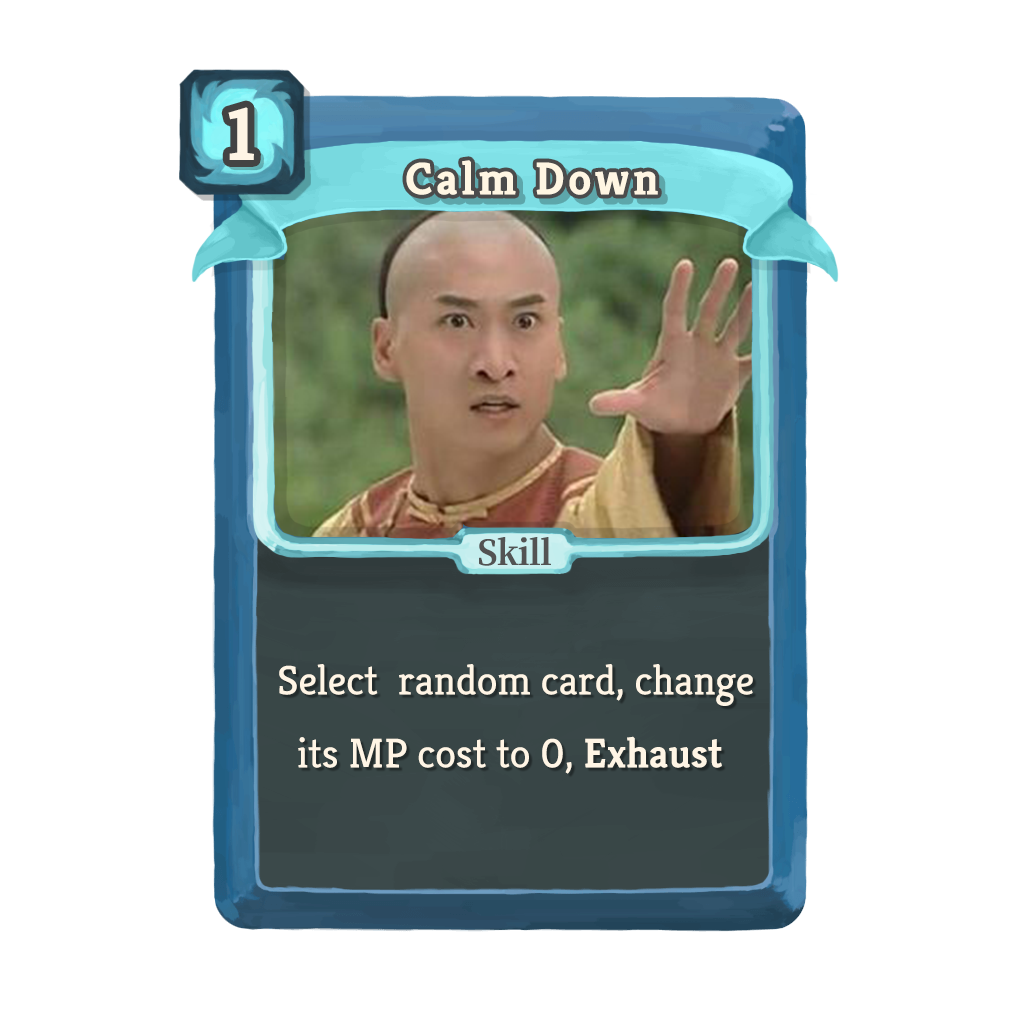 1
Calm Down
Skill
Select  random card, change
its MP cost to 0, Exhaust